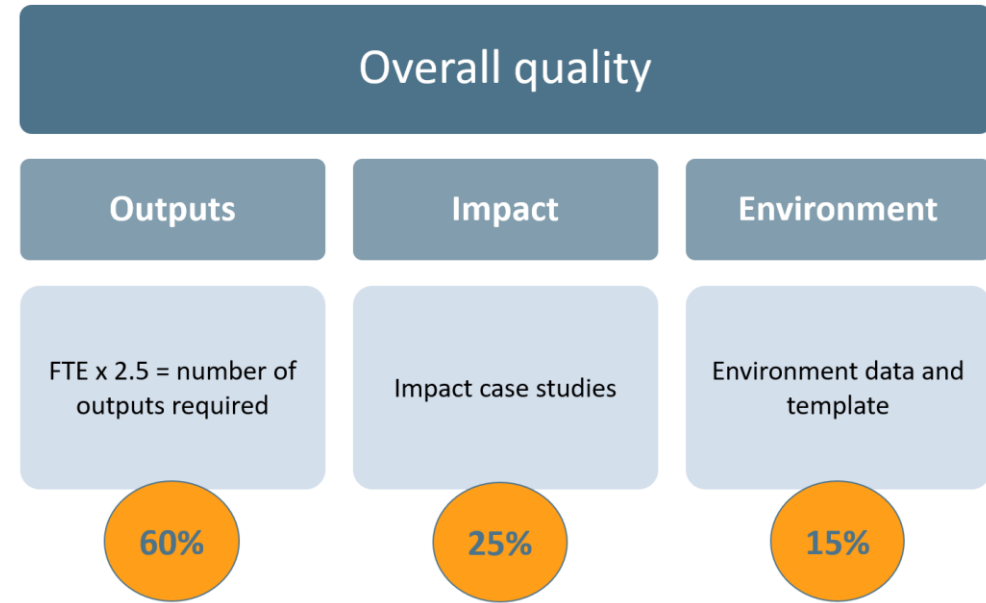 Overall quality
Outputs
Impact
Environment
FTE x 2.5 = number of
outputs required
Impact case studies
Environment data and
template
60%
25%
15%